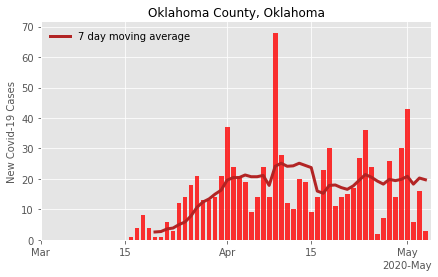 Oklahoma County, Oklahoma
7 day moving average
New Covid-19 Cases
70
60
50
40
30
20
10
0
Mar 15 Apr 15 May
2020-May